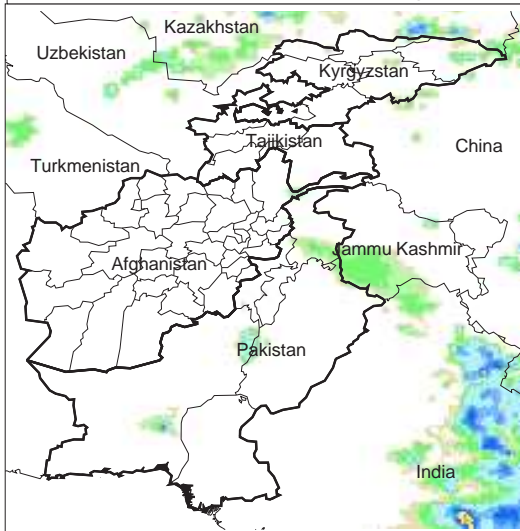 Kazakhstan
Uzbekistan
Kyrgyzstan
Tajikistan
China
Turkmenistan
Jammu Kashmir
Afghanistan
Pakistan
India